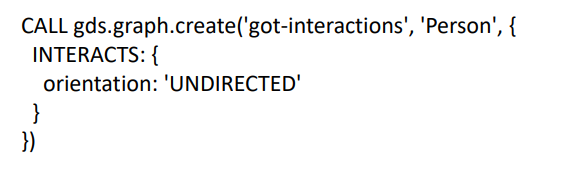 CALL gds.graph.create('got-interactions', 'Person', {
INTERACTS: {
orientation: 'UNDIRECTED'
}
})